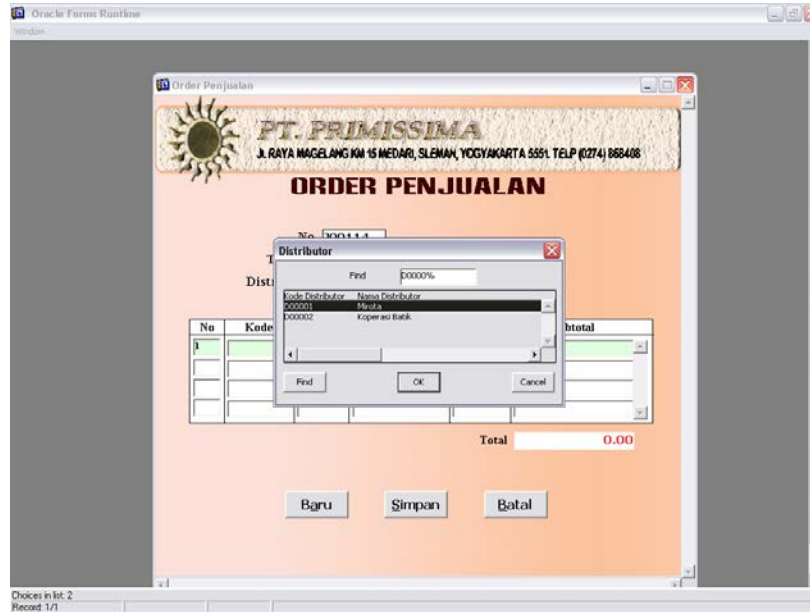 Oracle Forms Runtime
Window
Order Penjualan
PT. PRIMISSIMA
JL. RAYA MAGELANG KM 15 MEDARI, SLEMAN, YOGYAKARTA 5551. TELP (0274) 868408
ORDER PENJUALAN
No
Distributor
Find D0000%
Kode Distributor Nama Distributor
D00001 Mirota
D00002 Koperasi Batik
Find OK Cancel
Dist
No Kode btotal
1
Total 0.00
Baru Simpan Batal
Choices in list: 2
Record: 1/1